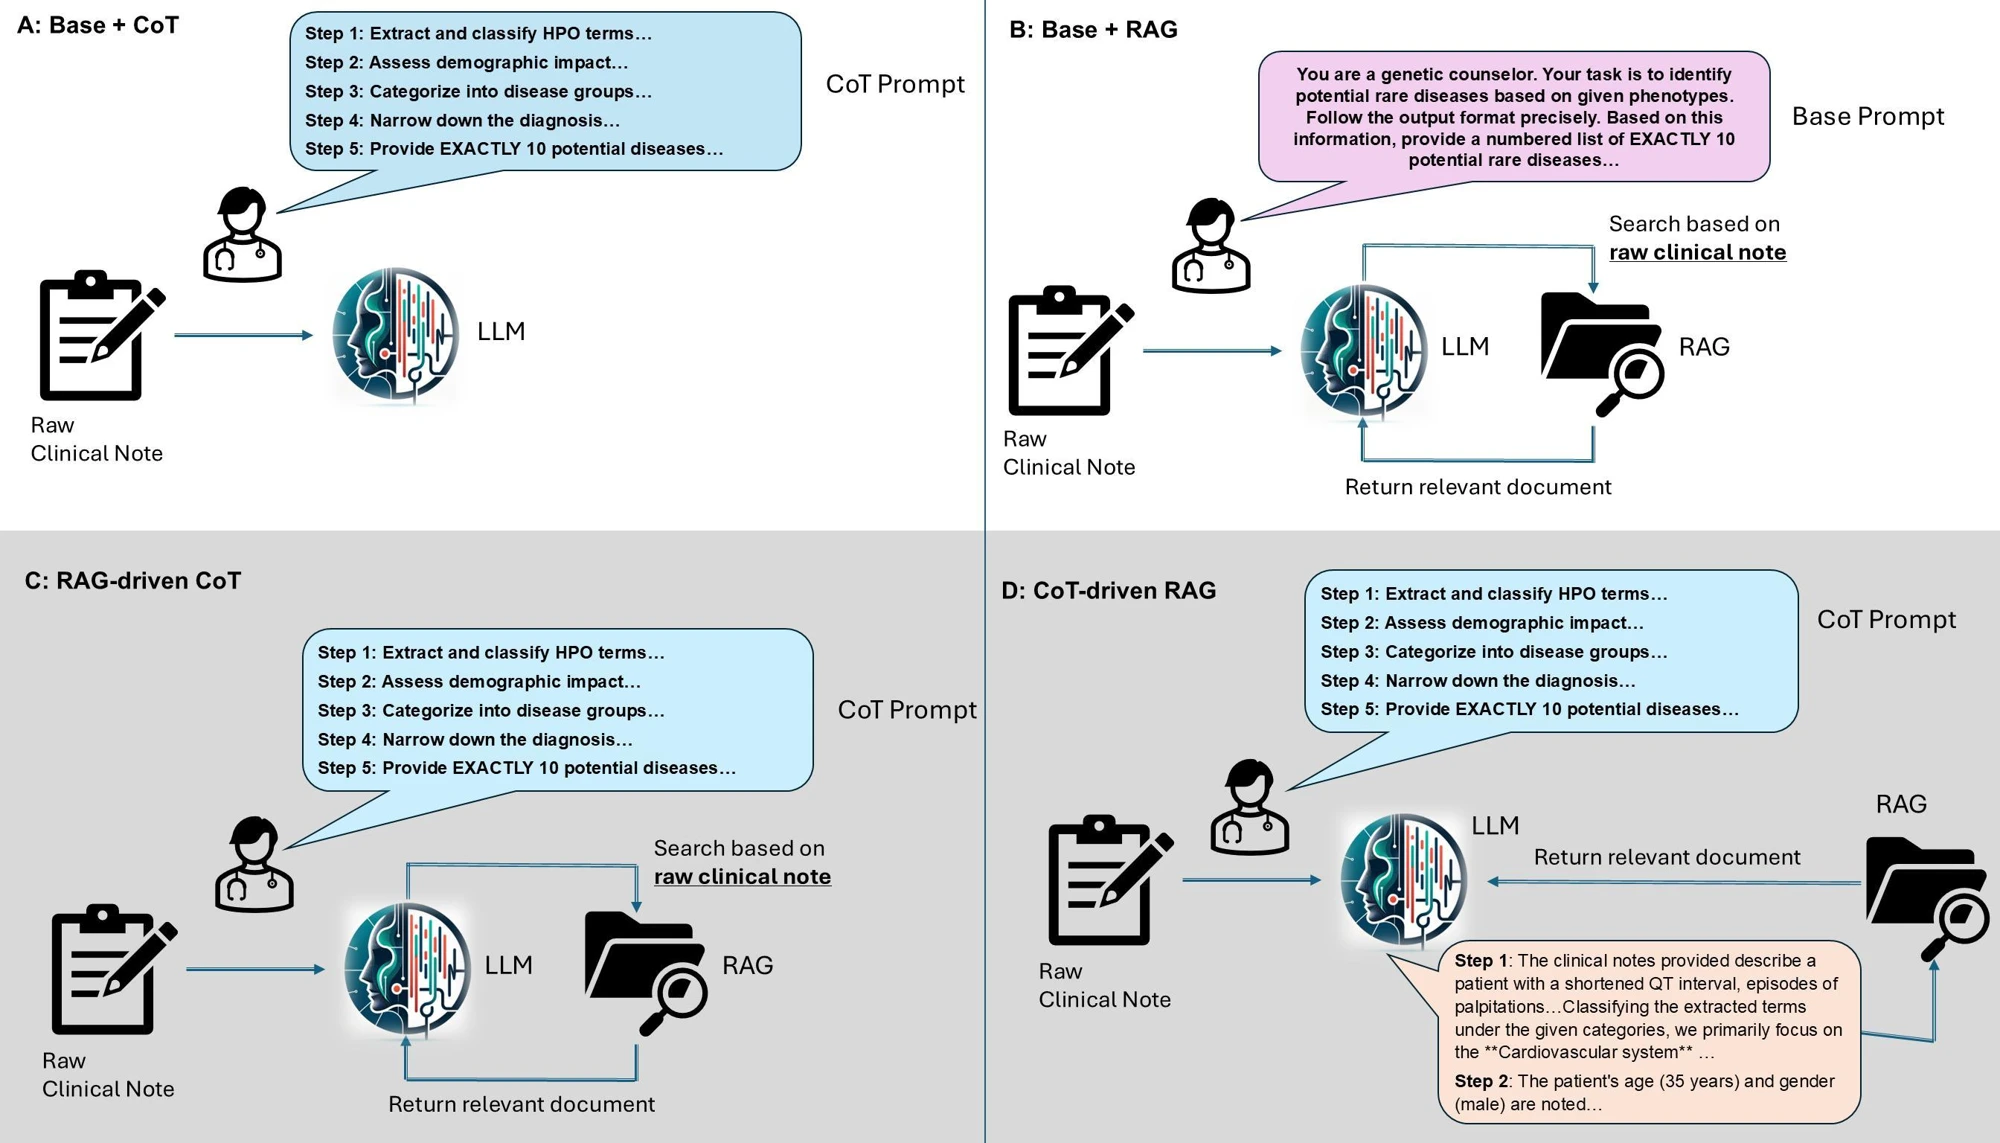 A: Base + CoT
Step 1: Extract and classify HPO terms…
Step 2: Assess demographic impact…
Step 3: Categorize into disease groups…
Step 4: Narrow down the diagnosis…
Step 5: Provide EXACTLY 10 potential diseases…
CoT Prompt
LLM
Raw
Clinical Note
B: Base + RAG
You are a genetic counselor. Your task is to identify
potential rare diseases based on given phenotypes.
Follow the output format precisely. Based on this
information, provide a numbered list of EXACTLY 10
potential rare diseases…
Base Prompt
Search based on
raw clinical note
LLM
RAG
Raw
Clinical Note
Return relevant document
C: RAG-driven CoT
Step 1: Extract and classify HPO terms…
Step 2: Assess demographic impact…
Step 3: Categorize into disease groups…
Step 4: Narrow down the diagnosis…
Step 5: Provide EXACTLY 10 potential diseases…
CoT Prompt
Search based on
raw clinical note
LLM
RAG
Raw
Clinical Note
Return relevant document
D: CoT-driven RAG
Step 1: Extract and classify HPO terms…
Step 2: Assess demographic impact…
Step 3: Categorize into disease groups…
Step 4: Narrow down the diagnosis…
Step 5: Provide EXACTLY 10 potential diseases…
CoT Prompt
RAG
LLM
Return relevant document
Raw
Clinical Note
Step 1: The clinical notes provided describe a
patient with a shortened QT interval, episodes of
palpitations…Classifying the extracted terms
under the given categories, we primarily focus on
the **Cardiovascular system** …
Step 2: The patient's age (35 years) and gender
(male) are noted…